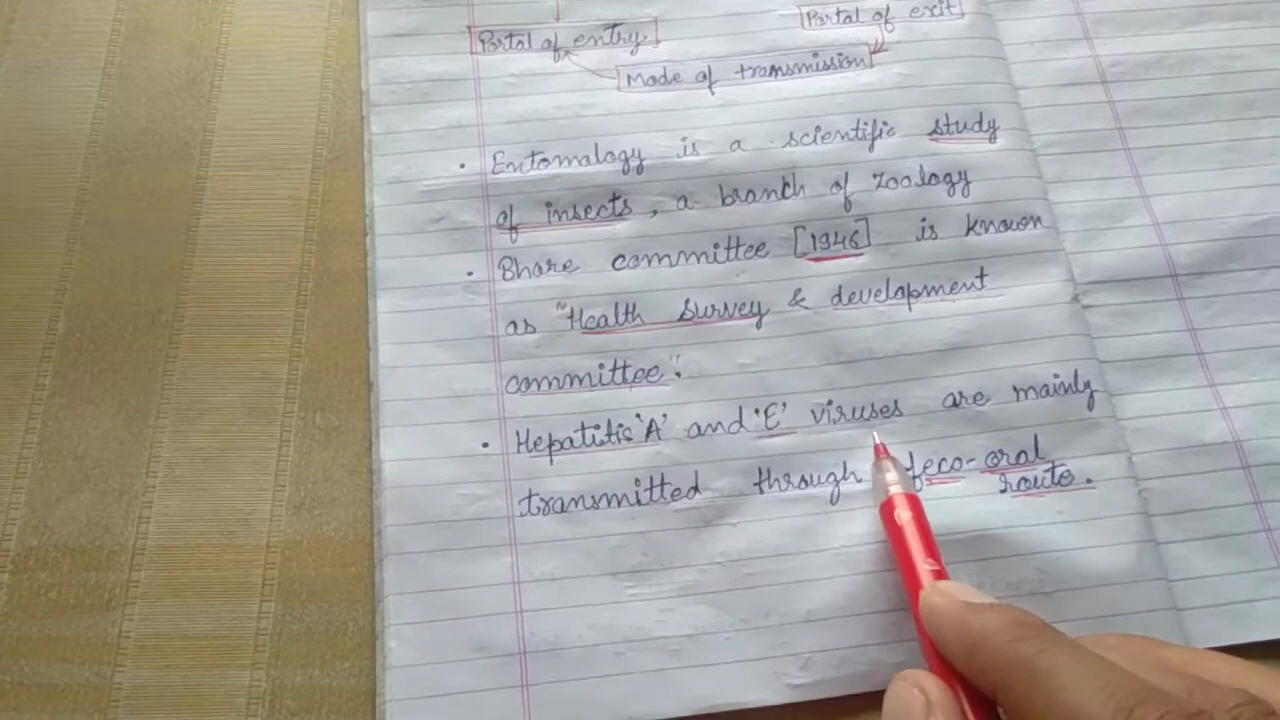 Portal of exit
Portal of entry
Mode of transmission
• Entomology is a scientific study
of insects, a branch of zoology
• Bhore committee [1946] is known
as "Health survey & development
committee".
• Hepatitis 'A' and 'E' viruses are mainly
transmitted through feco-oral
route.